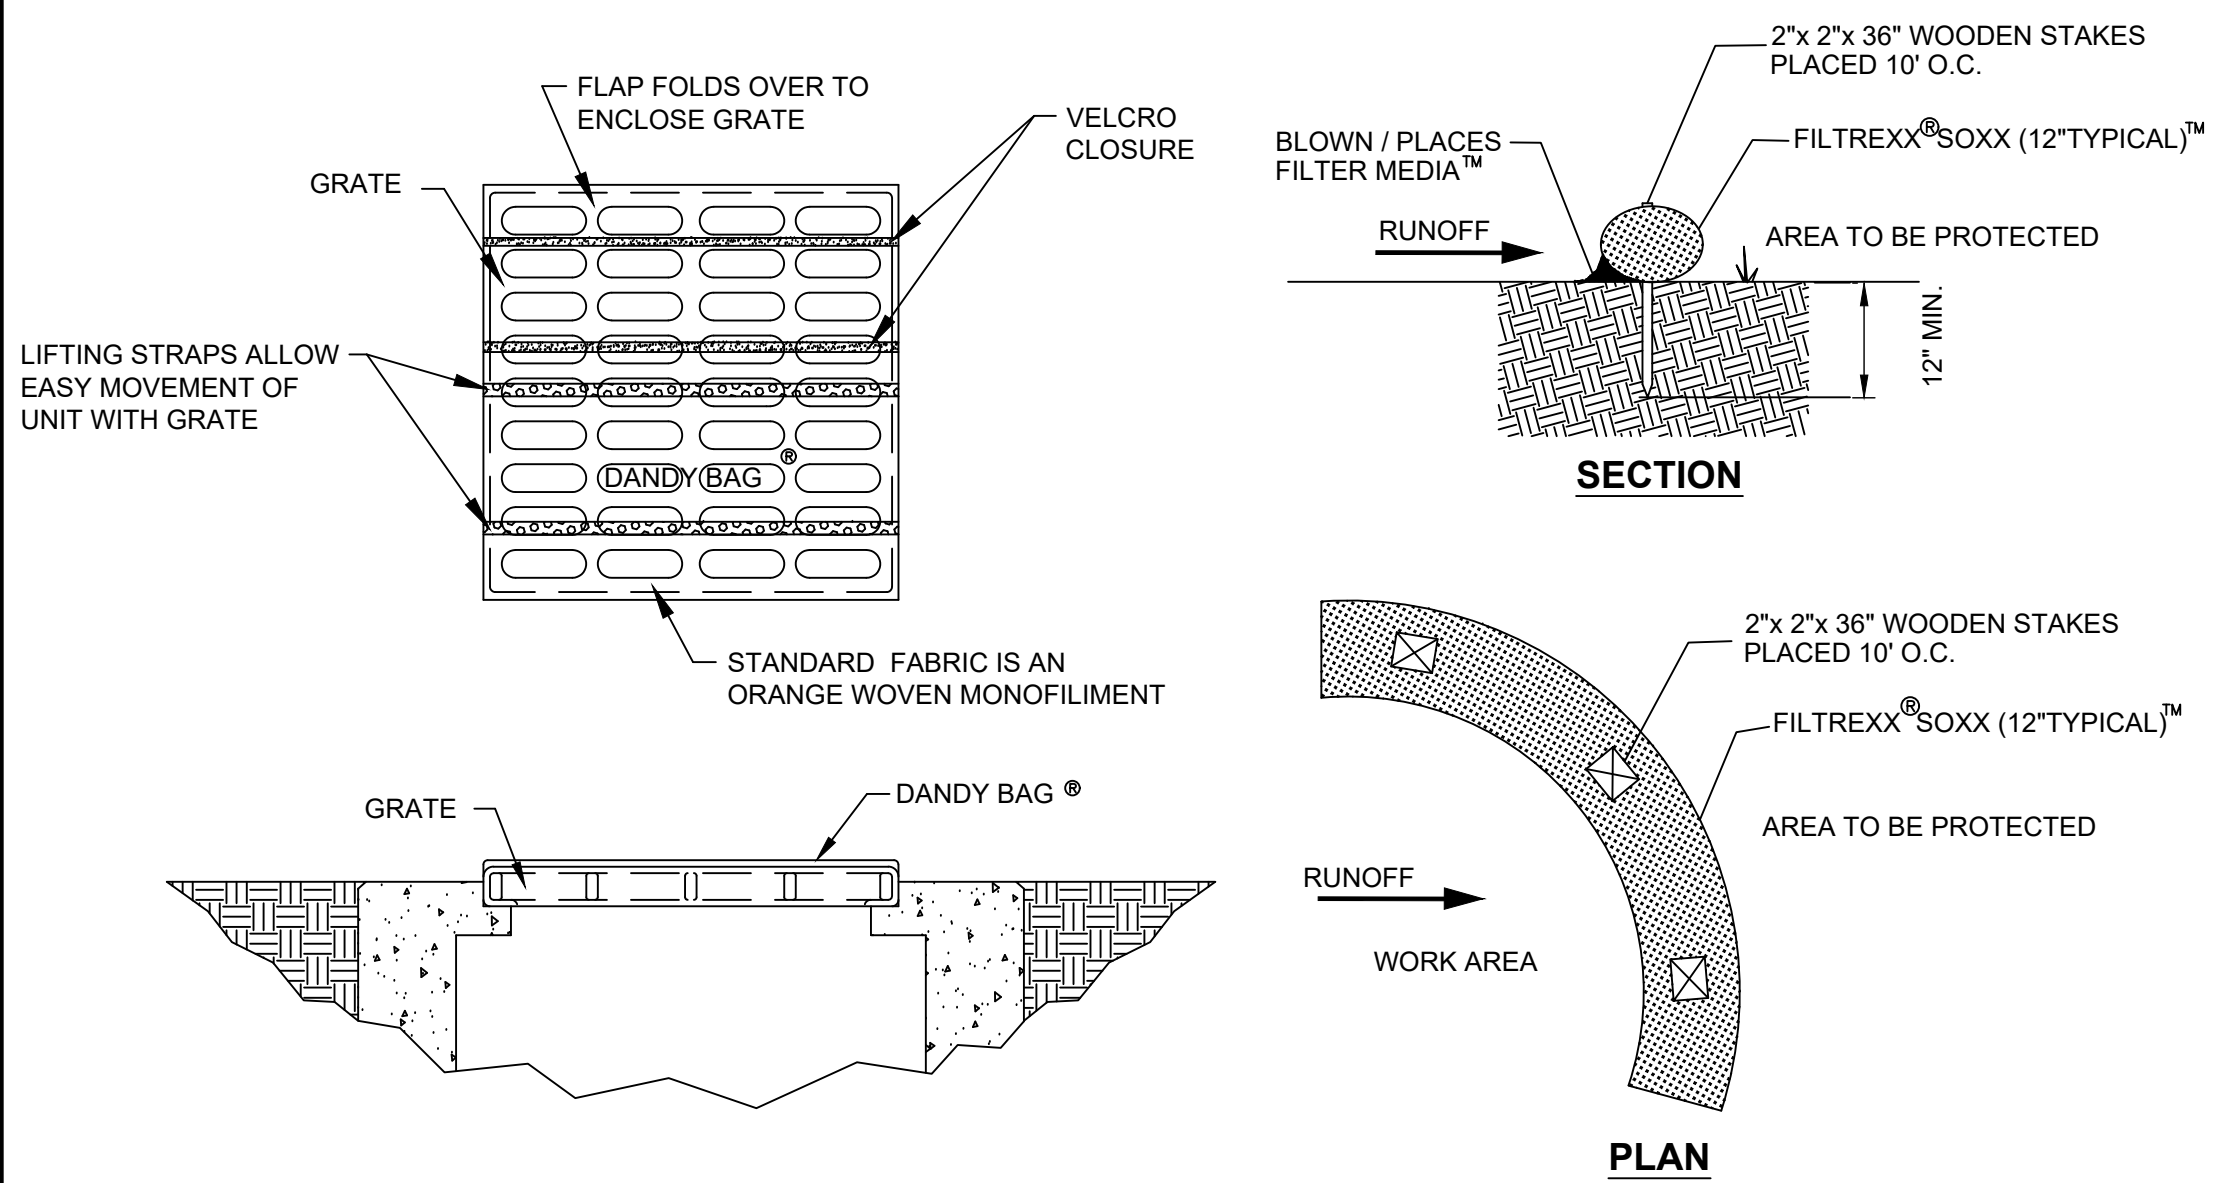 FLAP FOLDS OVER TO
ENCLOSE GRATE
VELCRO
CLOSURE
GRATE
LIFTING STRAPS ALLOW
EASY MOVEMENT OF
UNIT WITH GRATE
DANDY BAG ®
STANDARD FABRIC IS AN
ORANGE WOVEN MONOFILIMENT
GRATE
DANDY BAG ®
2"x 2"x 36" WOODEN STAKES
PLACED 10' O.C.
FILTREXX® SOXX (12"TYPICAL)™
BLOWN / PLACES
FILTER MEDIA™
RUNOFF
AREA TO BE PROTECTED
12" MIN.
SECTION
2"x 2"x 36" WOODEN STAKES
PLACED 10' O.C.
FILTREXX® SOXX (12"TYPICAL)™
AREA TO BE PROTECTED
RUNOFF
WORK AREA
PLAN